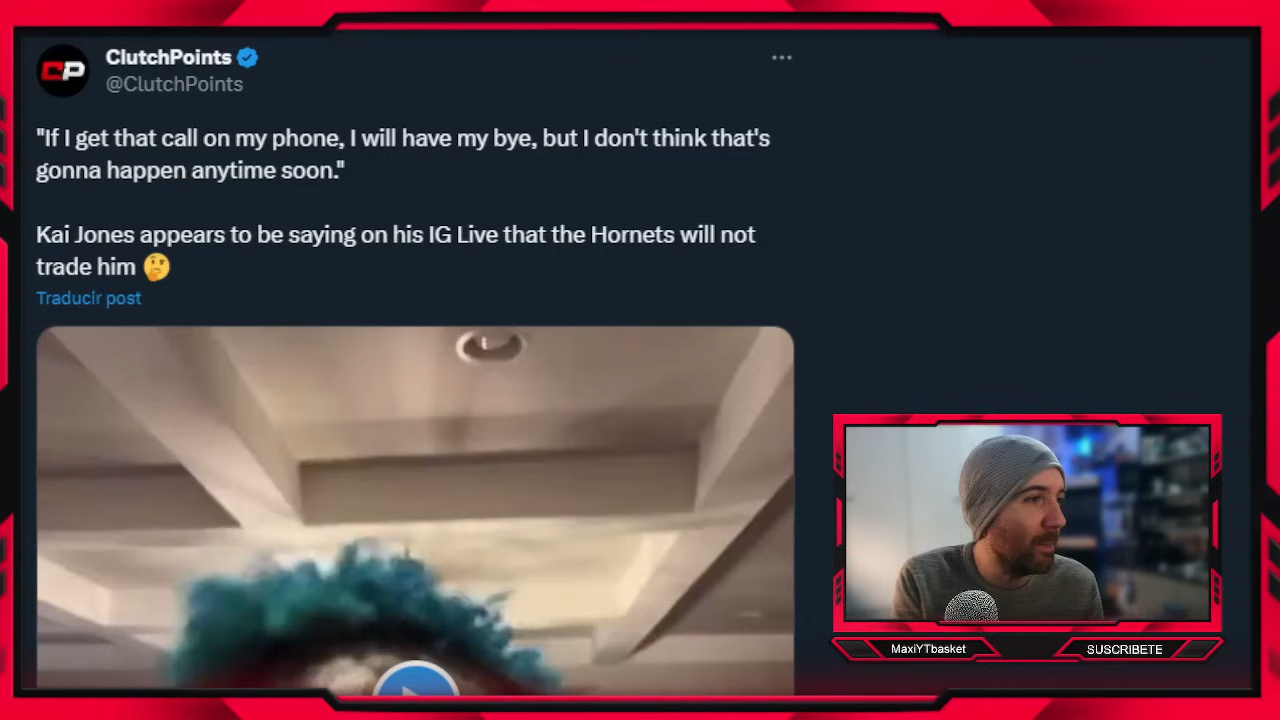 CP
ClutchPoints
@ClutchPoints
"If I get that call on my phone, I will have my bye, but I don't think that's
gonna happen anytime soon."
Kai Jones appears to be saying on his IG Live that the Hornets will not
trade him 🤔
Traducir post
MaxiYTbasket
SUSCRIBETE